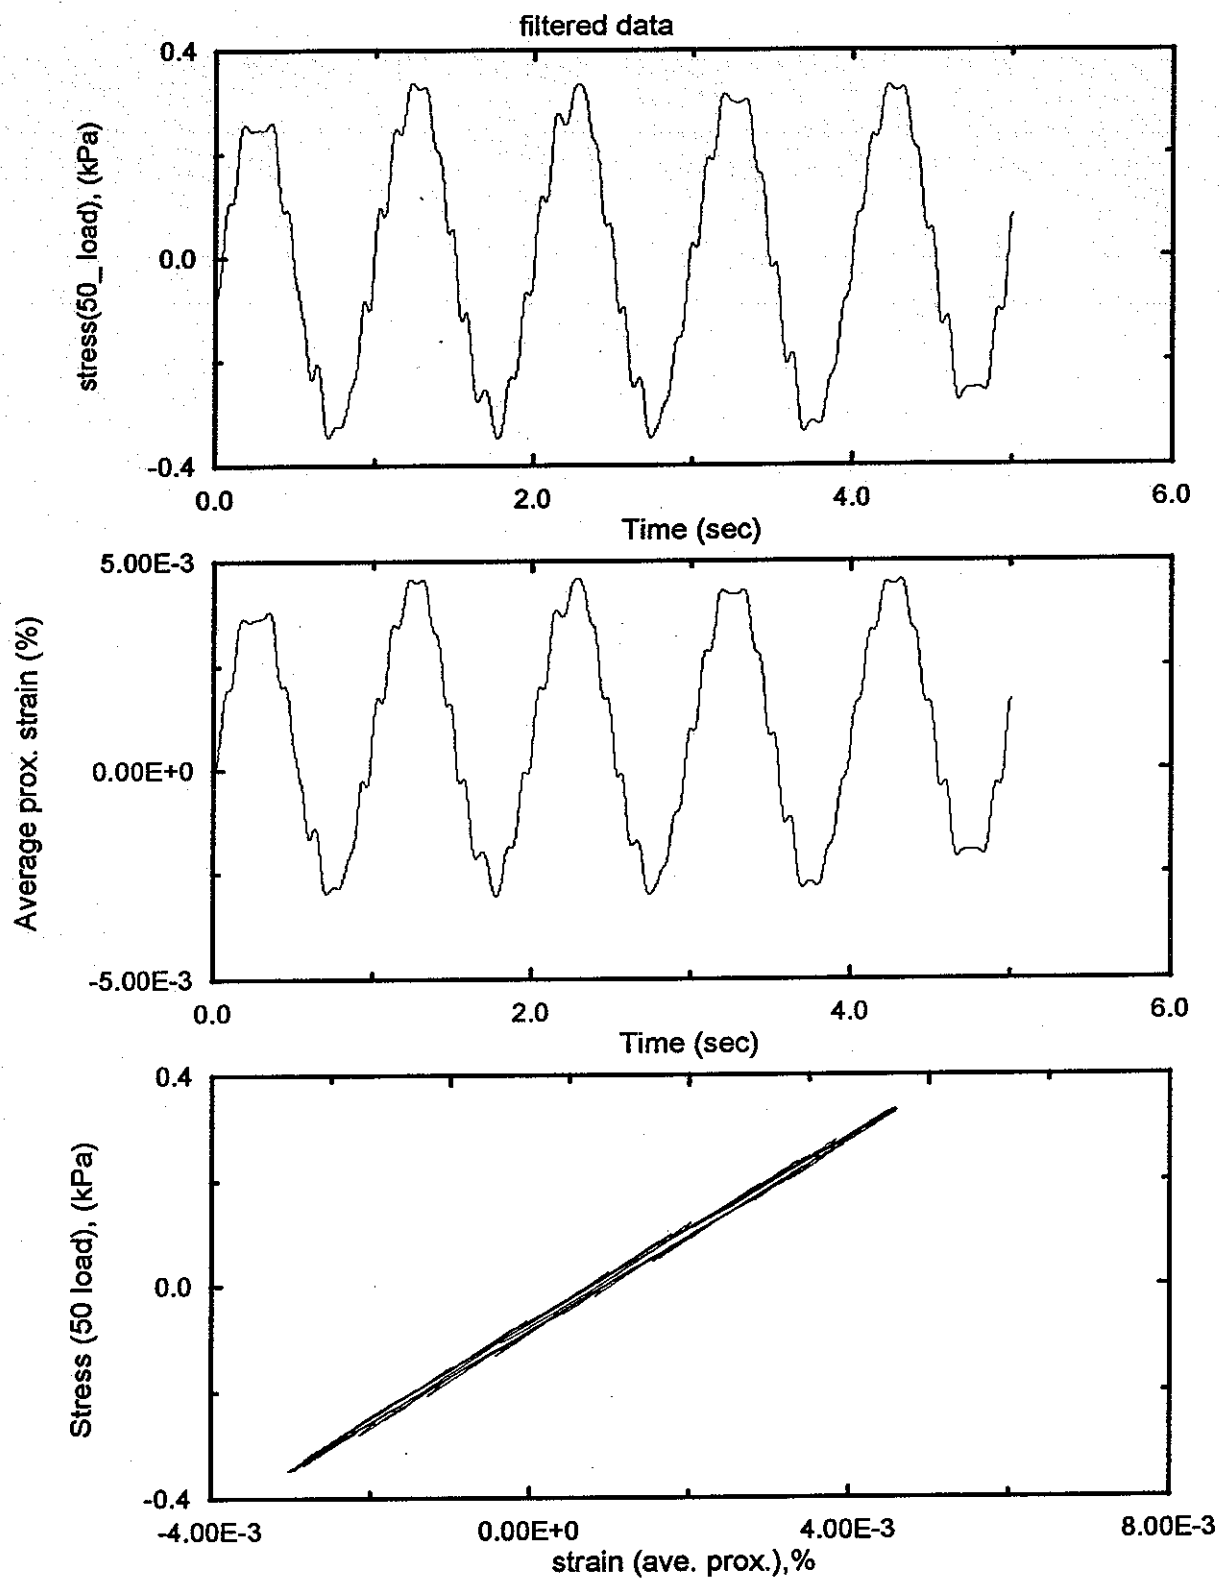 filtered data
0.4
0.0
-0.4
stress(50_load), (kPa)
0.0 2.0 4.0 6.0
Time (sec)
5.00E-3
0.00E+0
-5.00E-3
Average prox. strain (%)
0.0 2.0 4.0 6.0
Time (sec)
0.4
0.0
-0.4
Stress (50 load), (kPa)
-4.00E-3 0.00E+0 4.00E-3 8.00E-3
strain (ave. prox.),%